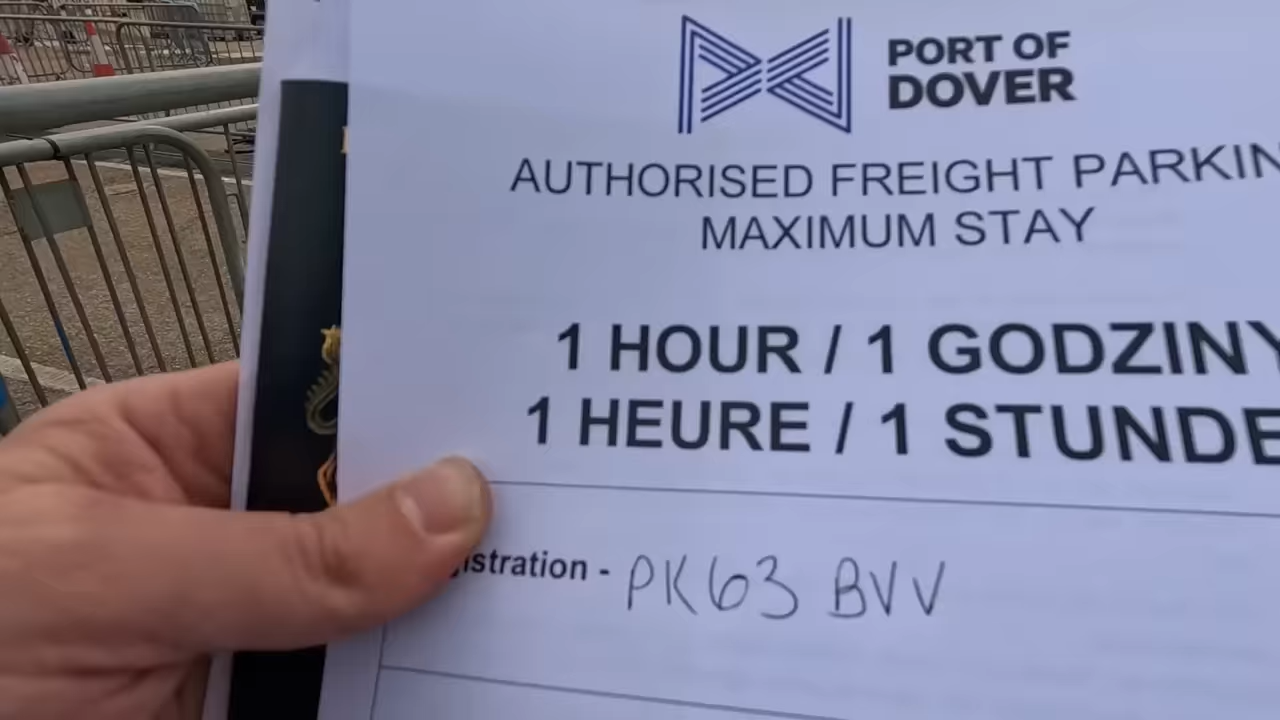 PORT OF
DOVER
AUTHORISED FREIGHT PARKIN
MAXIMUM STAY
1 HOUR / 1 GODZINY
1 HEURE / 1 STUNDE
istration - PK63 BVV